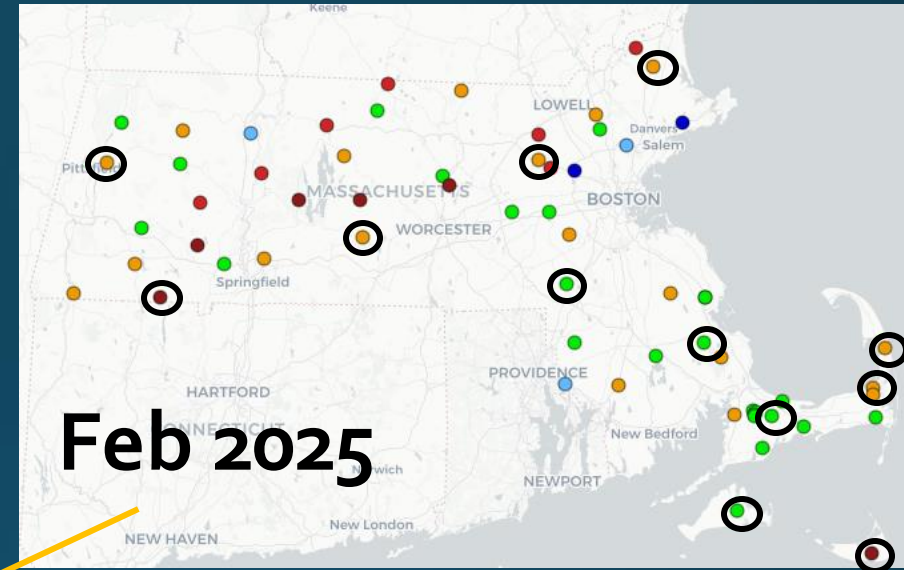 Keene
LOWELL
Danvers
Salem
Pittsfield
MASSACHUSETTS
BOSTON
WORCESTER
Springfield
PROVIDENCE
HARTFORD
CONNECTICUT
Feb 2025
New Bedford
Norwich
NEWPORT
New London
NEW HAVEN